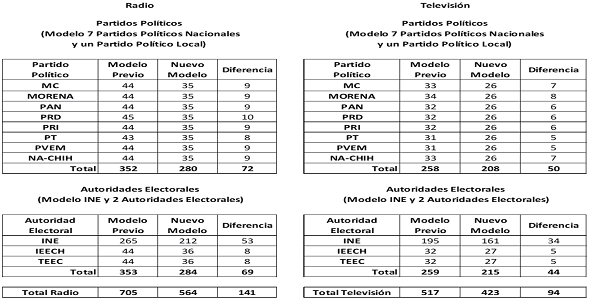 Radio
Partidos Políticos
(Modelo 7 Partidos Políticos Nacionales
y un Partido Político Local)
Partido Político Modelo Previo Nuevo Modelo Diferencia
MC 44 35 9
MORENA 44 35 9
PAN 44 35 9
PRD 45 35 10
PRI 44 35 9
PT 43 35 8
PVEM 44 35 9
NA-CHIH 44 35 9
Total 352 280 72
Autoridades Electorales
(Modelo INE y 2 Autoridades Electorales)
Autoridad Electoral Modelo Previo Nuevo Modelo Diferencia
INE 265 212 53
IEECH 44 36 8
TEEC 44 36 8
Total 353 284 69
Total Radio 705 564 141
Televisión
Partidos Políticos
(Modelo 7 Partidos Políticos Nacionales
y un Partido Político Local)
Partido Político Modelo Previo Nuevo Modelo Diferencia
MC 33 26 7
MORENA 34 26 8
PAN 32 26 6
PRD 32 26 6
PRI 32 26 6
PT 31 26 5
PVEM 31 26 5
NA-CHIH 33 26 7
Total 258 208 50
Autoridades Electorales
(Modelo INE y 2 Autoridades Electorales)
Autoridad Electoral Modelo Previo Nuevo Modelo Diferencia
INE 195 161 34
IEECH 32 27 5
TEEC 32 27 5
Total 259 215 44
Total Televisión 517 423 94